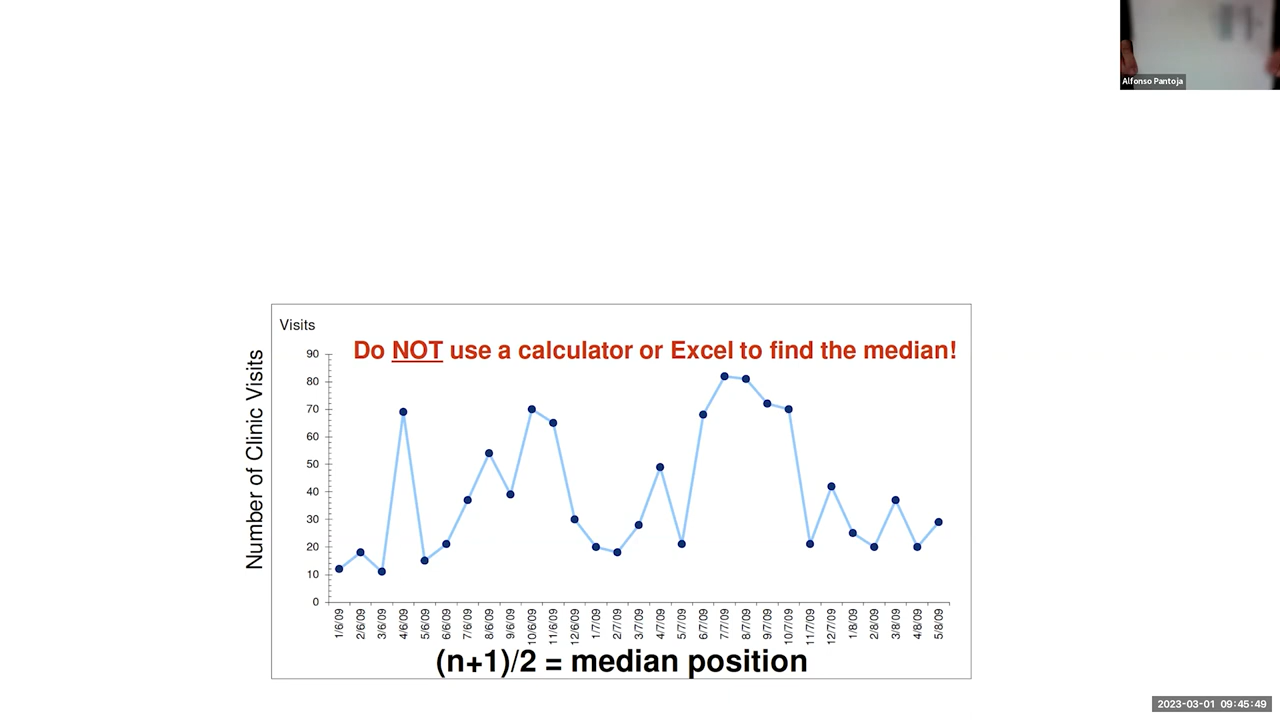 Alfonso Pantoja
Visits
Do NOT use a calculator or Excel to find the median!
Number of Clinic Visits
90
80
70
60
50
40
30
20
10
0
1/6/09 2/6/09 3/6/09 4/6/09 5/6/09 6/6/09 7/6/09 8/6/09 9/6/09 10/6/09 11/6/09 12/6/09 1/7/09 2/7/09 3/7/09 4/7/09 5/7/09 6/7/09 7/7/09 8/7/09 9/7/09 10/7/09 11/7/09 12/7/09 1/8/09 2/8/09 3/8/09 4/8/09 5/8/09
(n+1)/2 = median position
2023-03-01 09:45:49